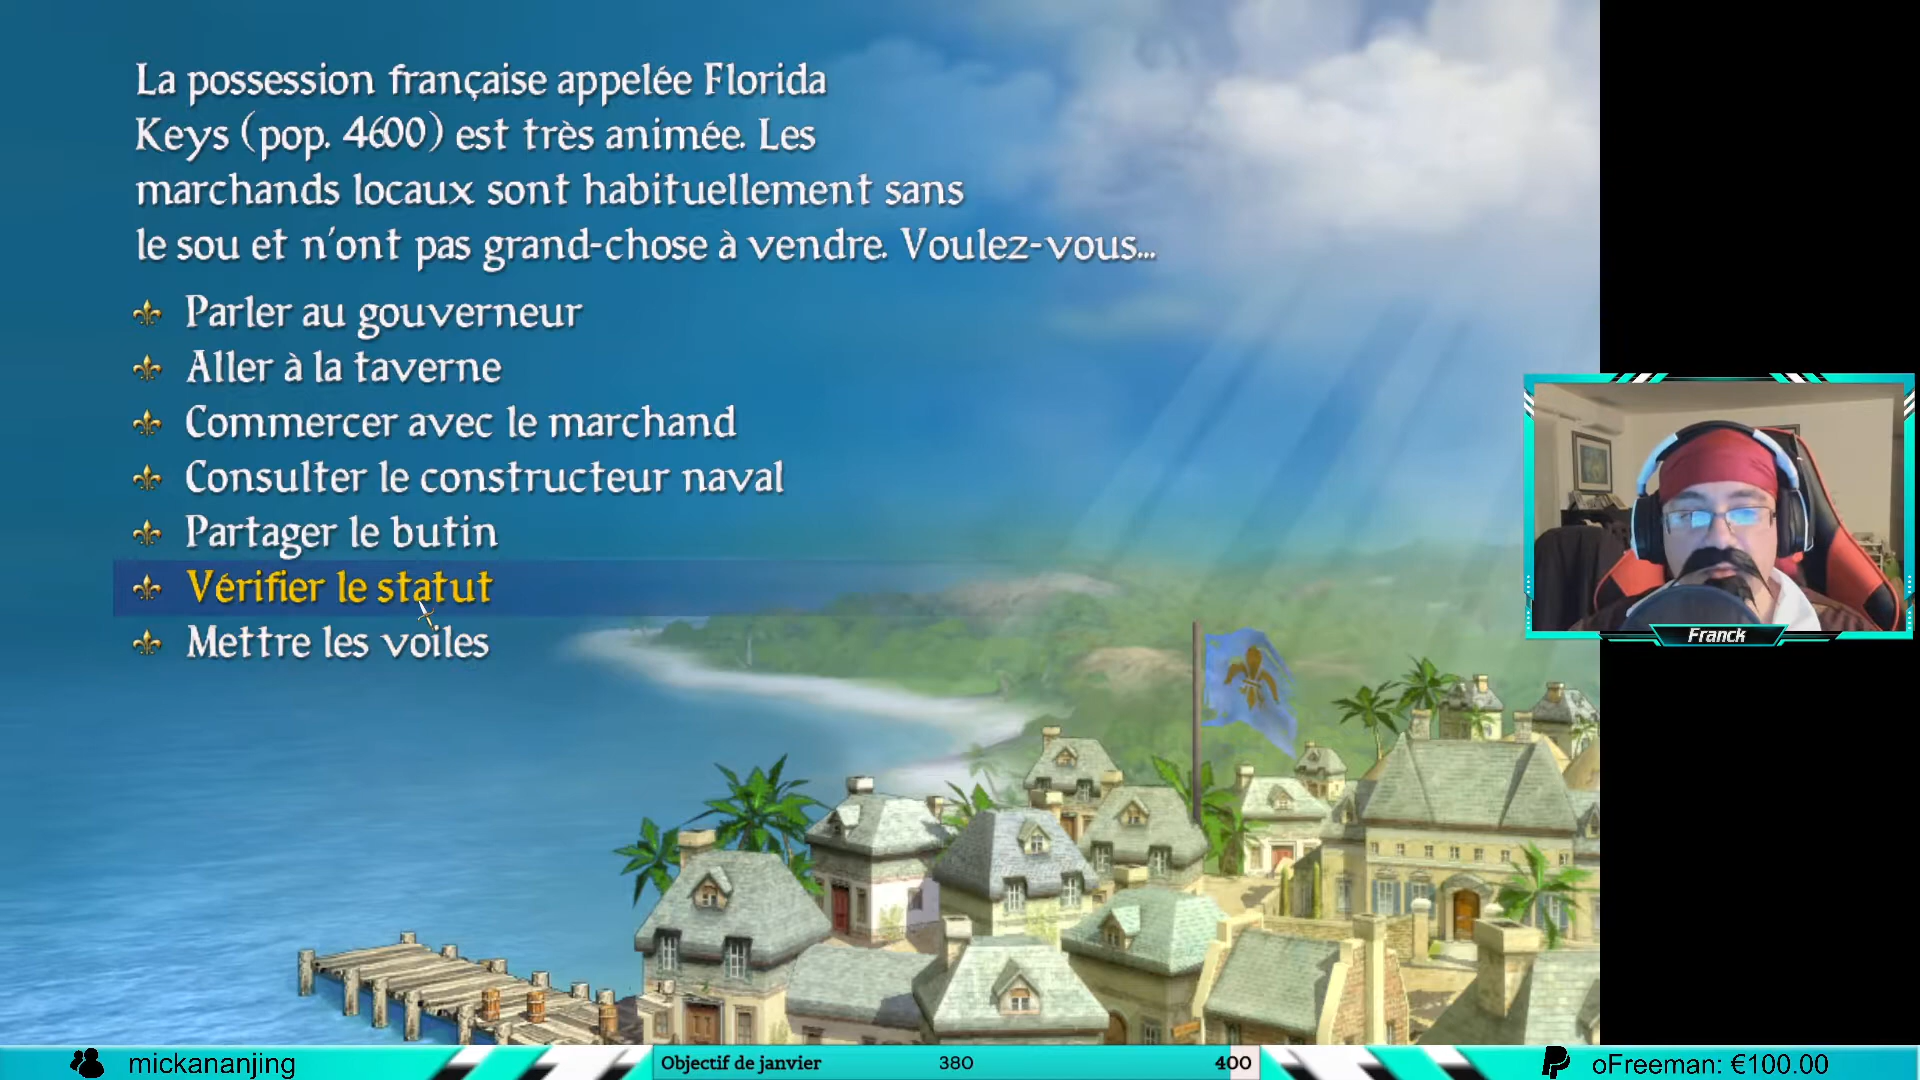 La possession française appelée Florida
Keys (pop. 4600) est très animée. Les
marchands locaux sont habituellement sans
le sou et n'ont pas grand-chose à vendre. Voulez-vous...
Parler au gouverneur
Aller à la taverne
Commercer avec le marchand
Consulter le constructeur naval
Partager le butin
Vérifier le statut
Mettre les voiles
Franck
mickananjing
Objectif de janvier 380 400
oFreeman: €100.00